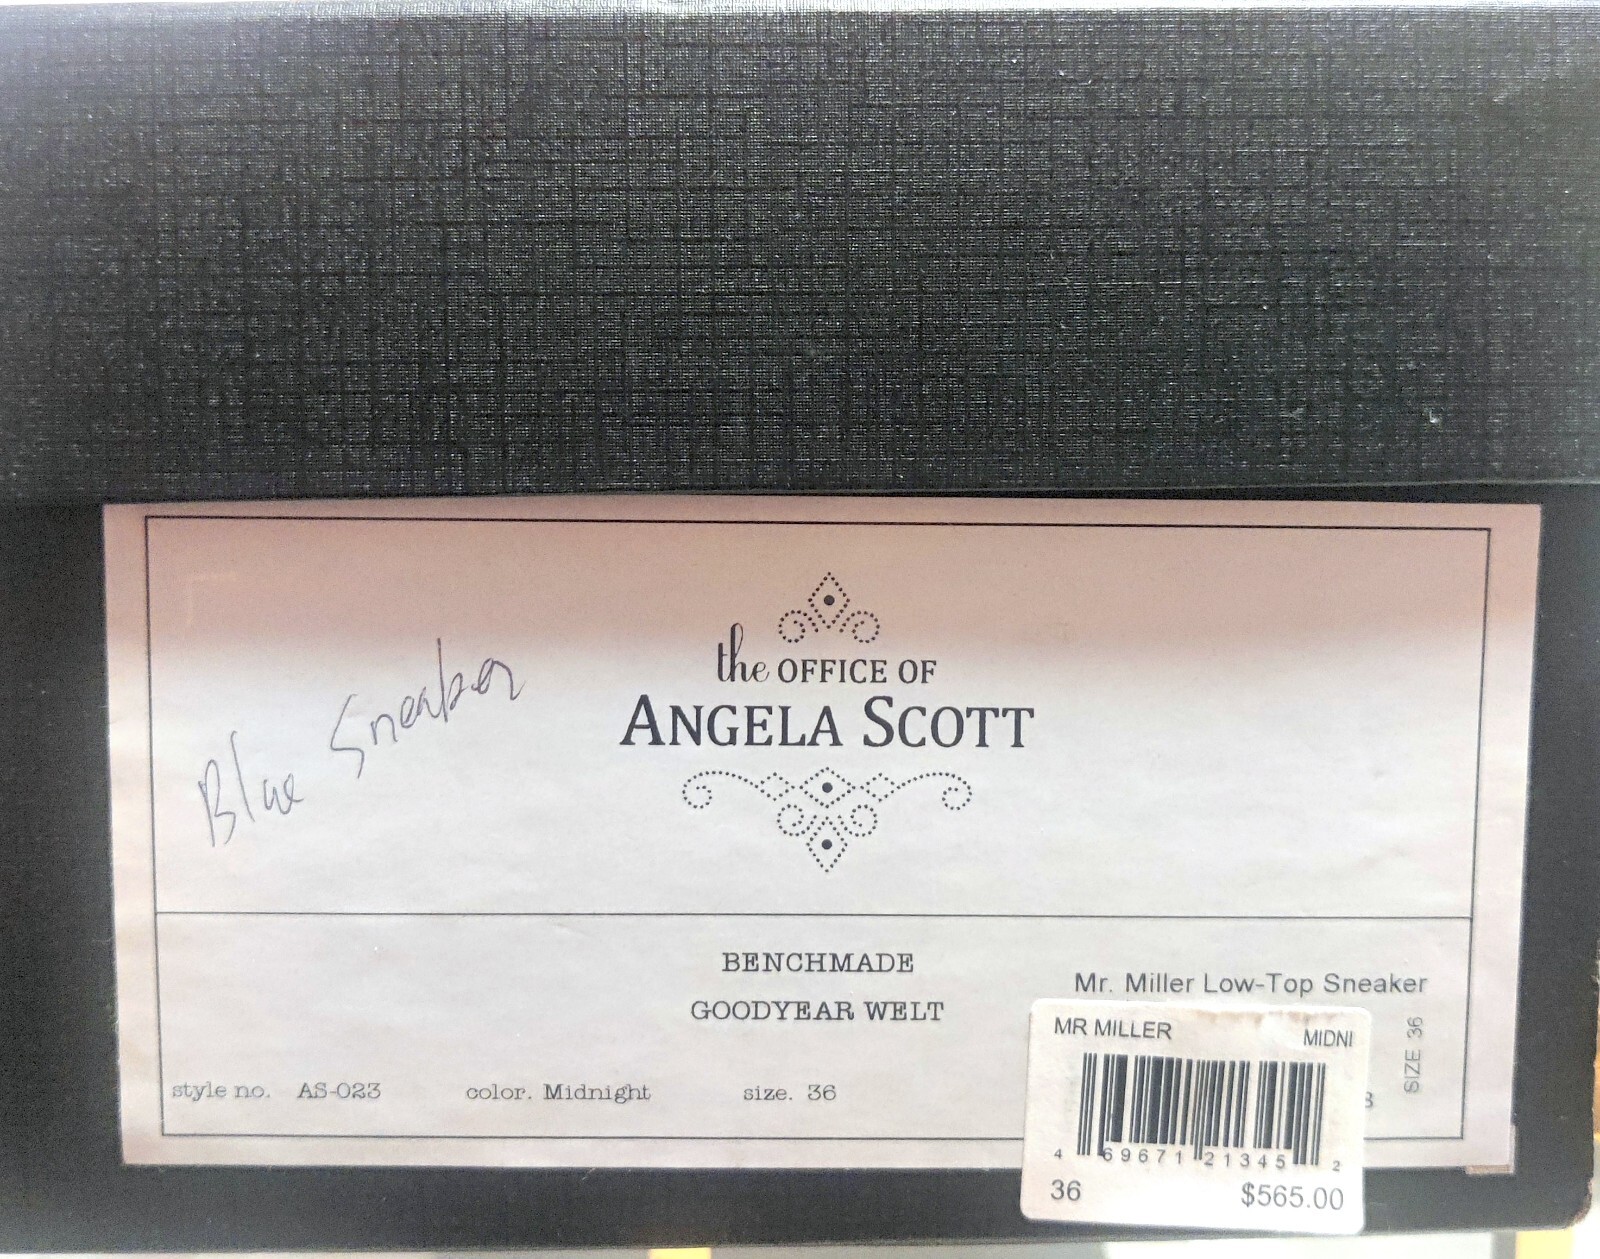 Blue Sneaker
the OFFICE OF
ANGELA SCOTT
BENCHMADE
GOODYEAR WELT
style no. AS-023 color. Midnight size. 36
Mr. Miller Low-Top Sneaker
SIZE 36
MR MILLER MIDNI
4 69671 21345 2
36 $565.00